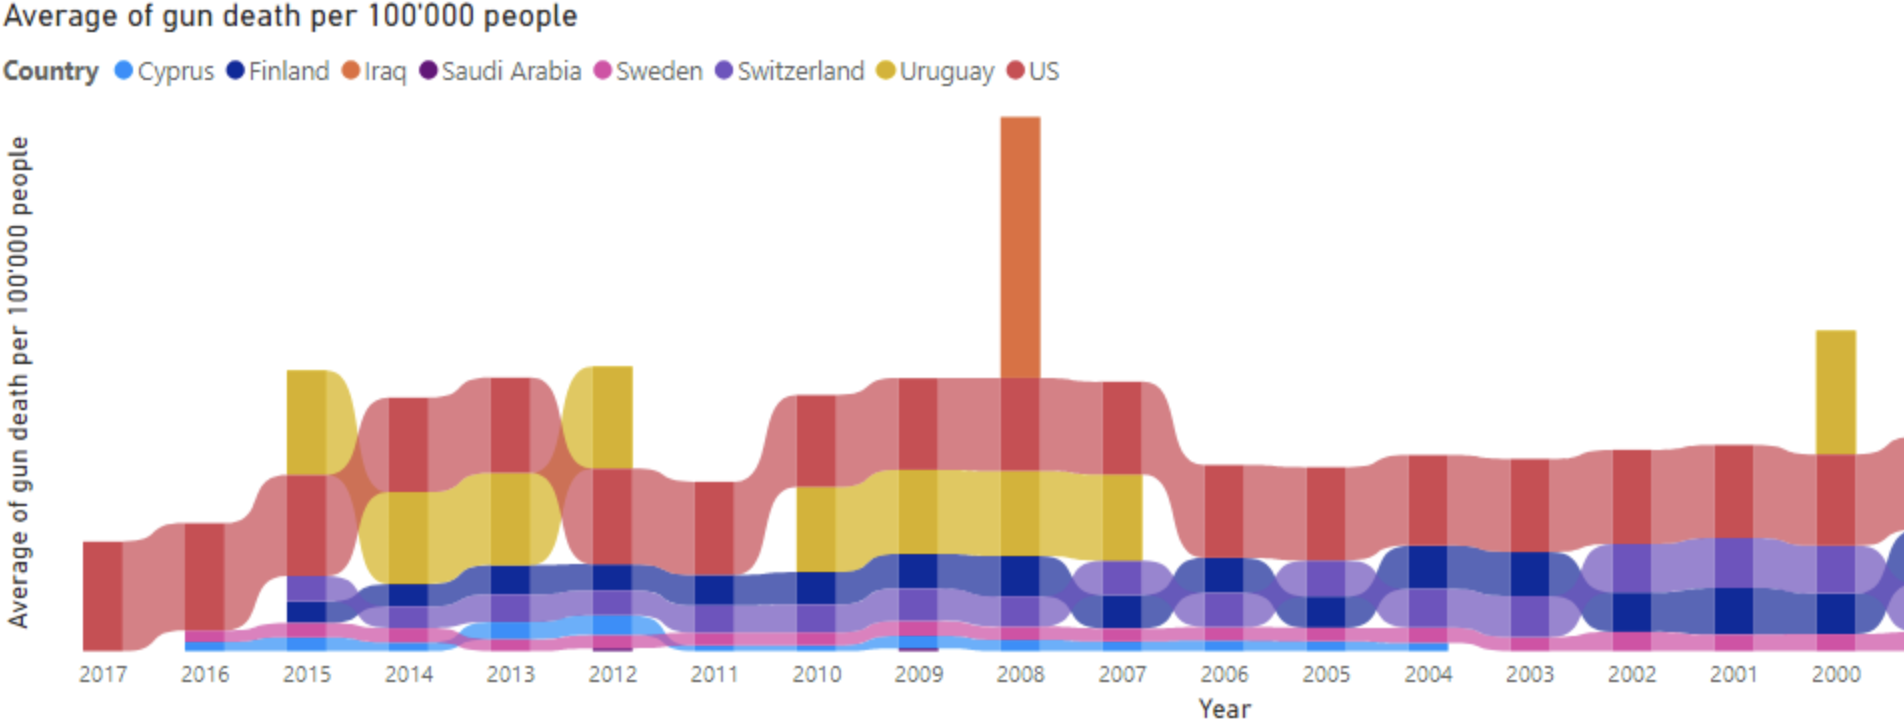 Average of gun death per 100'000 people
Country Cyprus Finland Iraq Saudi Arabia Sweden Switzerland Uruguay US
Average of gun death per 100'000 people
2017 2016 2015 2014 2013 2012 2011 2010 2009 2008 2007 2006 2005 2004 2003 2002 2001 2000
Year